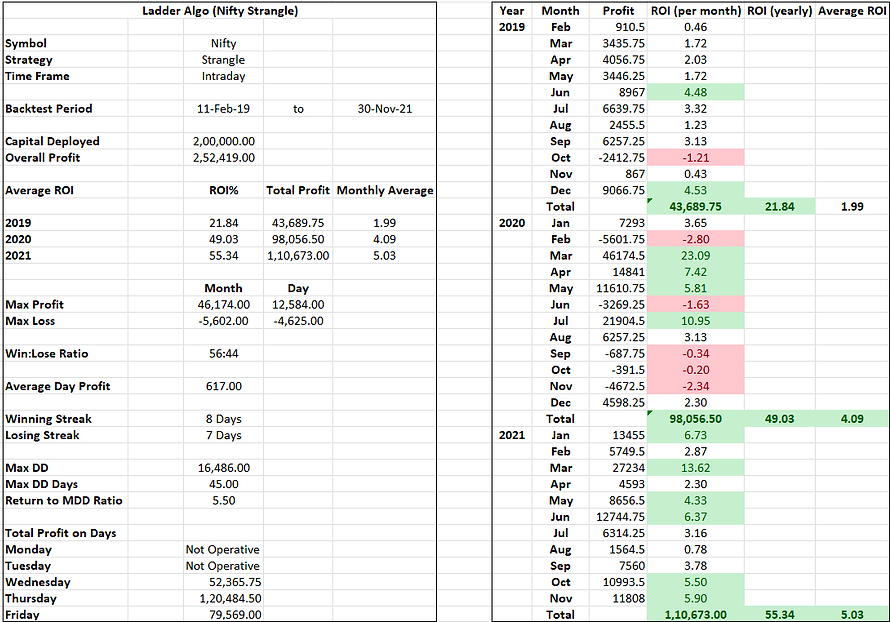 Ladder Algo (Nifty Strangle)
Symbol Nifty
Strategy Strangle
Time Frame Intraday
Backtest Period 11-Feb-19 to 30-Nov-21
Capital Deployed 2,00,000.00
Overall Profit 2,52,419.00
Average ROI ROI% Total Profit Monthly Average
2019 21.84 43,689.75 1.99
2020 49.03 98,056.50 4.09
2021 55.34 1,10,673.00 5.03
Month Day
Max Profit 46,174.00 12,584.00
Max Loss -5,602.00 -4,625.00
Win:Lose Ratio 56:44
Average Day Profit 617.00
Winning Streak 8 Days
Losing Streak 7 Days
Max DD 16,486.00
Max DD Days 45.00
Return to MDD Ratio 5.50
Total Profit on Days
Monday Not Operative
Tuesday Not Operative
Wednesday 52,365.75
Thursday 1,20,484.50
Friday 79,569.00
Year Month Profit ROI (per month) ROI (yearly) Average ROI
2019 Feb 910.5 0.46
Mar 3435.75 1.72
Apr 4056.75 2.03
May 3446.25 1.72
Jun 8967 4.48
Jul 6639.75 3.32
Aug 2455.5 1.23
Sep 6257.25 3.13
Oct -2412.75 -1.21
Nov 867 0.43
Dec 9066.75 4.53
Total 43,689.75 21.84 1.99
2020 Jan 7293 3.65
Feb -5601.75 -2.80
Mar 46174.5 23.09
Apr 14841 7.42
May 11610.75 5.81
Jun -3269.25 -1.63
Jul 21904.5 10.95
Aug 6257.25 3.13
Sep -687.75 -0.34
Oct -391.5 -0.20
Nov -4672.5 -2.34
Dec 4598.25 2.30
Total 98,056.50 49.03 4.09
2021 Jan 13455 6.73
Feb 5749.5 2.87
Mar 27234 13.62
Apr 4593 2.30
May 8656.5 4.33
Jun 12744.75 6.37
Jul 6314.25 3.16
Aug 1564.5 0.78
Sep 7560 3.78
Oct 10993.5 5.50
Nov 11808 5.90
Total 1,10,673.00 55.34 5.03